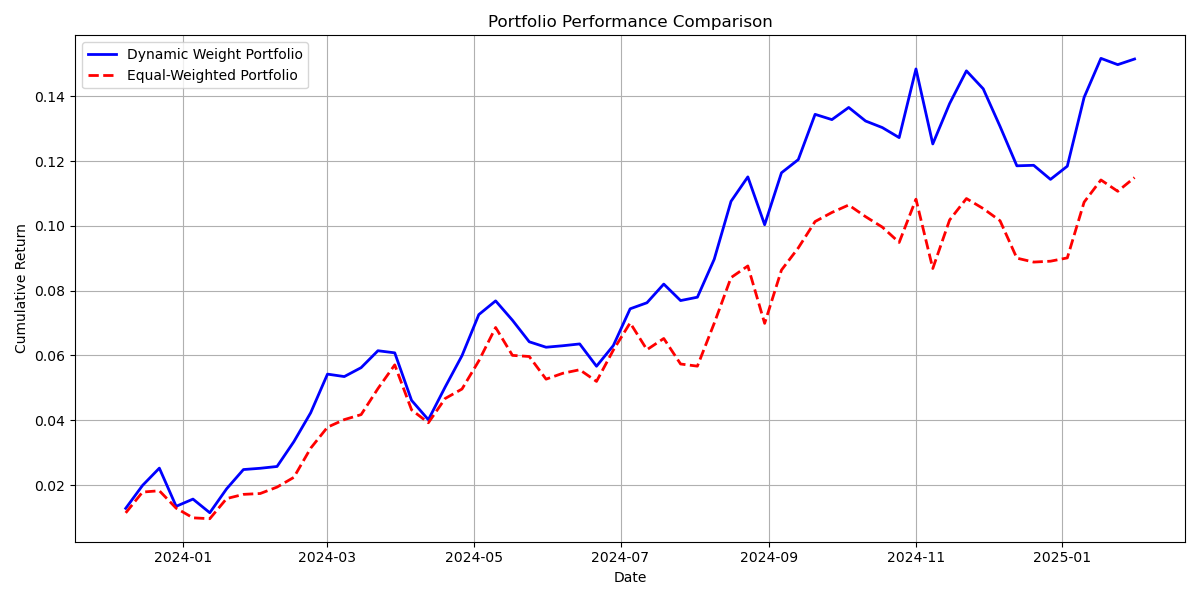 Portfolio Performance Comparison
Dynamic Weight Portfolio
Equal-Weighted Portfolio
Cumulative Return
0.14
0.12
0.10
0.08
0.06
0.04
0.02
2024-01 2024-03 2024-05 2024-07 2024-09 2024-11 2025-01
Date